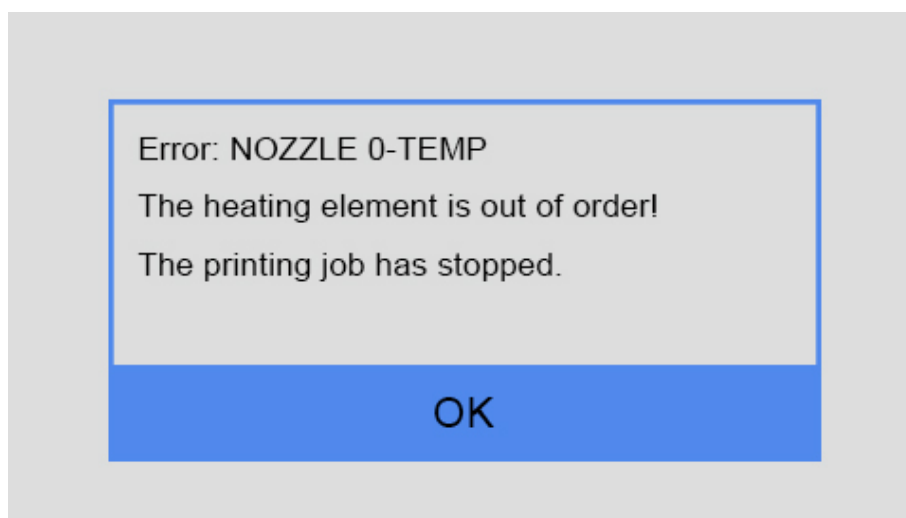 Error: NOZZLE 0-TEMP
The heating element is out of order!
The printing job has stopped.
OK